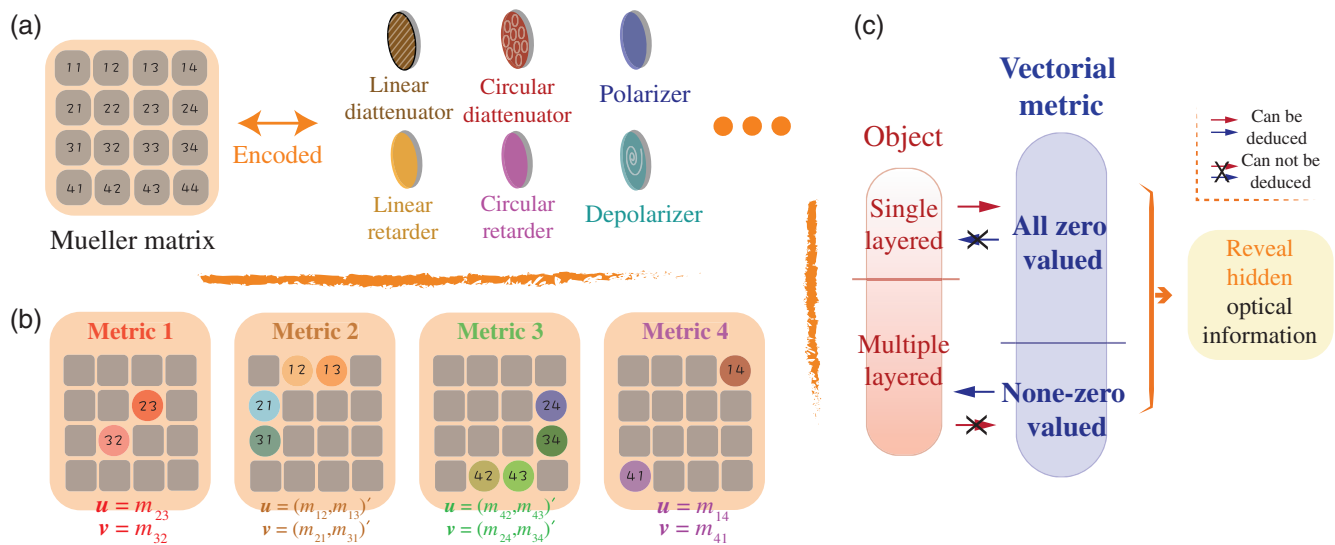 (a)
11 12 13 14
21 22 23 24
31 32 33 34
41 42 43 44
Mueller matrix
Encoded
Linear
diattenuator
Circular
diattenuator
Polarizer
Linear
retarder
Circular
retarder
Depolarizer
(b)
Metric 1
23
32
u = m₂₃
v = m₃₂
Metric 2
12 13
21
31
u = (m₁₂,m₁₃)′
v = (m₂₁,m₃₁)′
Metric 3
24
34
42 43
u = (m₄₂,m₄₃)′
v = (m₂₄,m₃₄)′
Metric 4
14
41
u = m₁₄
v = m₄₁
(c)
Object
Single
layered
Multiple
layered
Vectorial
metric
All zero
valued
None-zero
valued
Can be
deduced
Can not be
deduced
Reveal
hidden
optical
information